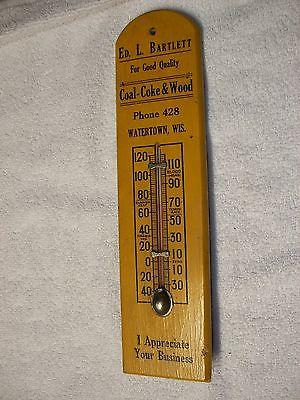 ED. L. BARTLETT
For Good Quality
Coal-Coke & Wood
Phone 428
WATERTOWN, WIS.
120 110
100 90
80 70
60 50
40 30
20 10
0 10
20 30
40
I Appreciate
Your Business